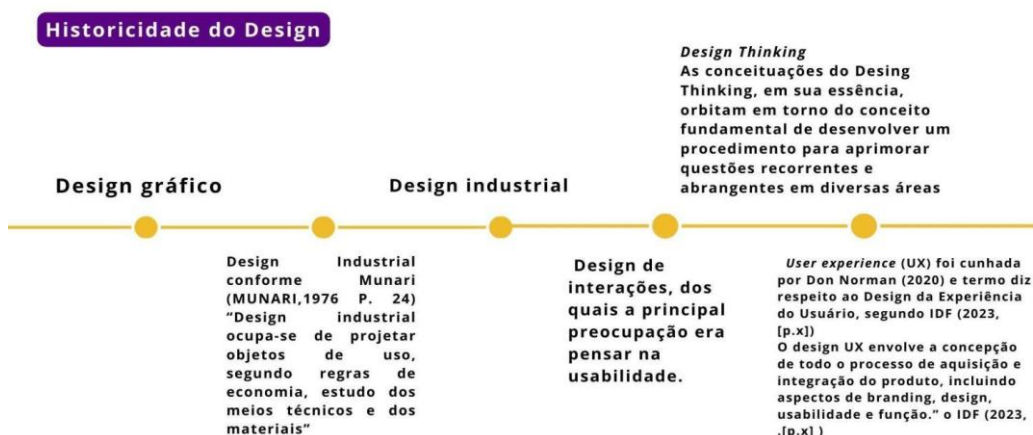 Historicidade do Design
Design Thinking
As conceituações do Desing
Thinking, em sua essência,
orbitam em torno do conceito
fundamental de desenvolver um
procedimento para aprimorar
questões recorrentes e
abrangentes em diversas áreas
Design gráfico
Design industrial
Design Industrial
conforme Munari
(MUNARI,1976 P. 24)
“Design industrial
ocupa-se de projetar
objetos de uso,
segundo regras de
economia, estudo dos
meios técnicos e dos
materiais”
Design de
interações, dos
quais a principal
preocupação era
pensar na
usabilidade.
User experience (UX) foi cunhada
por Don Norman (2020) e termo diz
respeito ao Design da Experiência
do Usuário, segundo IDF (2023,
[p.x])
O design UX envolve a concepção
de todo o processo de aquisição e
integração do produto, incluindo
aspectos de branding, design,
usabilidade e função.” o IDF (2023,
.[p.x] )